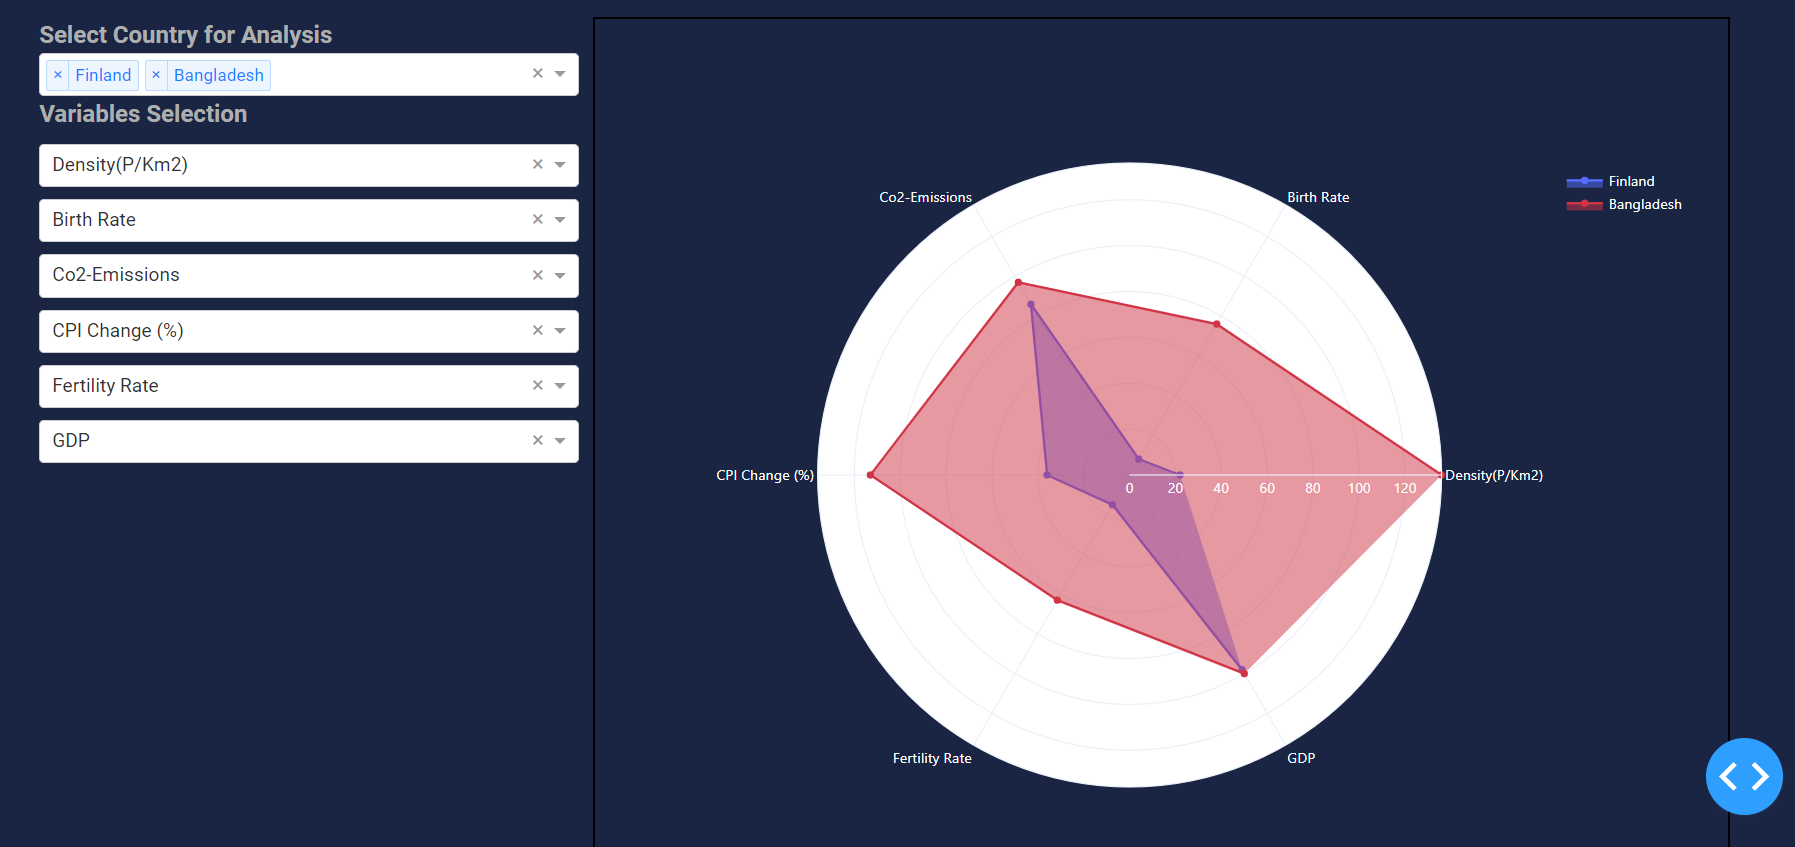 Select Country for Analysis
× Finland × Bangladesh
Variables Selection
Density(P/Km2)
Birth Rate
Co2-Emissions
CPI Change (%)
Fertility Rate
GDP
Co2-Emissions
Birth Rate
CPI Change (%)
Density(P/Km2)
0 20 40 60 80 100 120
Fertility Rate
GDP
Finland
Bangladesh